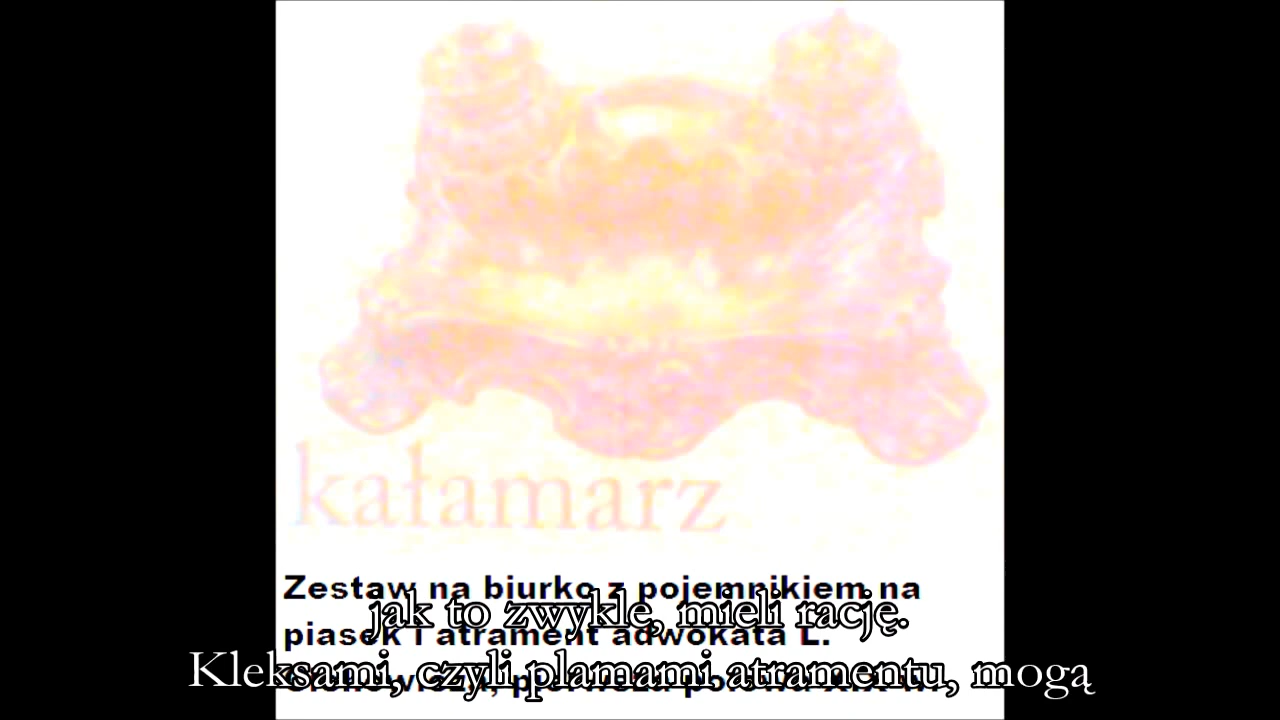 kałamarz
Zestaw na biurko z pojemnikiem na
piasek i atrament adwokata L.
jak to zwykle, mieli rację.
Kleksami, czyli plamami atramentu, mogą